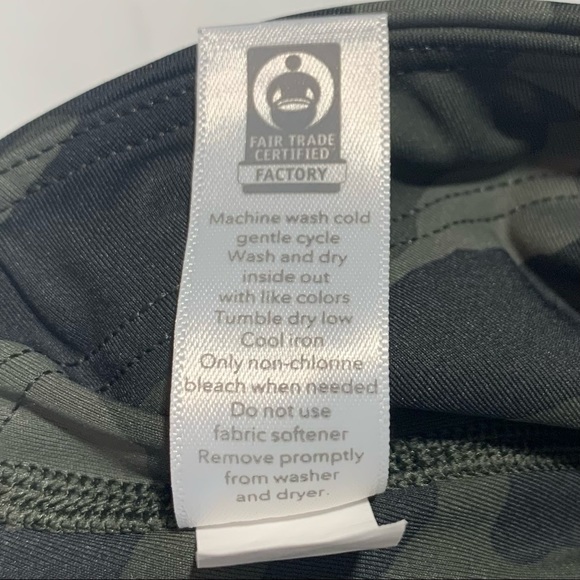 FAIR TRADE
CERTIFIED
FACTORY
Machine wash cold
gentle cycle
Wash and dry
inside out
with like colors
Tumble dry low
Cool iron
Only non-chlorine
bleach when needed
Do not use
fabric softener
Remove promptly
from washer
and dryer.